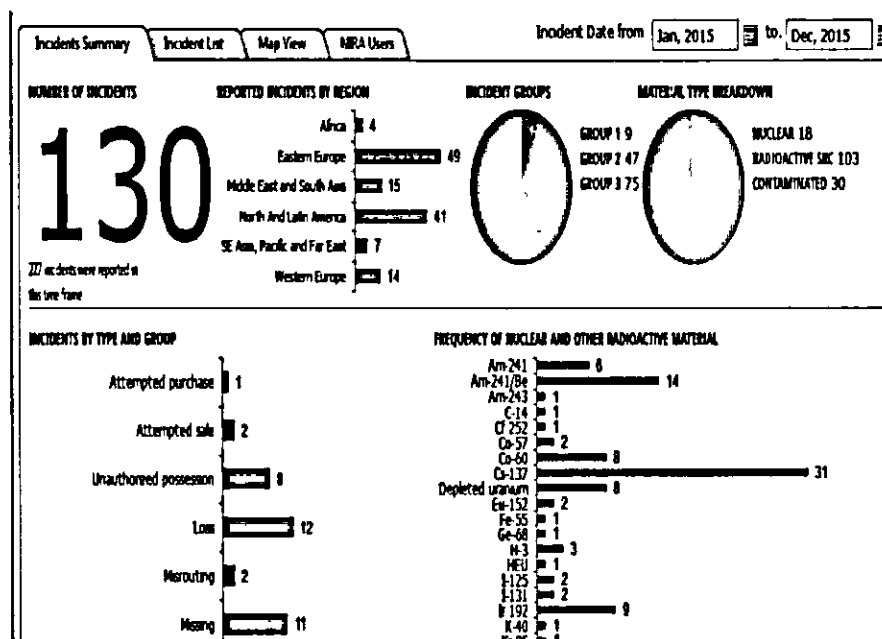 Incidents Summary
Incident List
Map View
NIRA Users
Incident Date from Jan, 2015 to. Dec, 2015
NUMBER OF INCIDENTS
130
227 incidents were reported in
this time frame
REPORTED INCIDENTS BY REGION
Africa 4
Eastern Europe 49
Middle East and South Asia 15
North And Latin America 41
SE Asia, Pacific and Far East 7
Western Europe 14
INCIDENT GROUPS
GROUP 1 9
GROUP 2 47
GROUP 3 75
MATERIAL TYPE BREAKDOWN
NUCLEAR 18
RADIOACTIVE SRC 103
CONTAMINATED 30
INCIDENTS BY TYPE AND GROUP
Attempted purchase 1
Attempted sale 2
Unauthorized possession 8
Loss 12
Misrouting 2
Missing 11
FREQUENCY OF NUCLEAR AND OTHER RADIOACTIVE MATERIAL
Am-241 6
Am-241/Be 14
Am-243 1
C-14 1
Cf 252 1
Co-57 2
Co-60 8
Cs-137 31
Depleted uranium 8
Eu-152 2
Fe-55 1
Ge-68 1
H-3 3
HEU 1
I-125 2
I-131 2
Ir 192 9
K-40 1